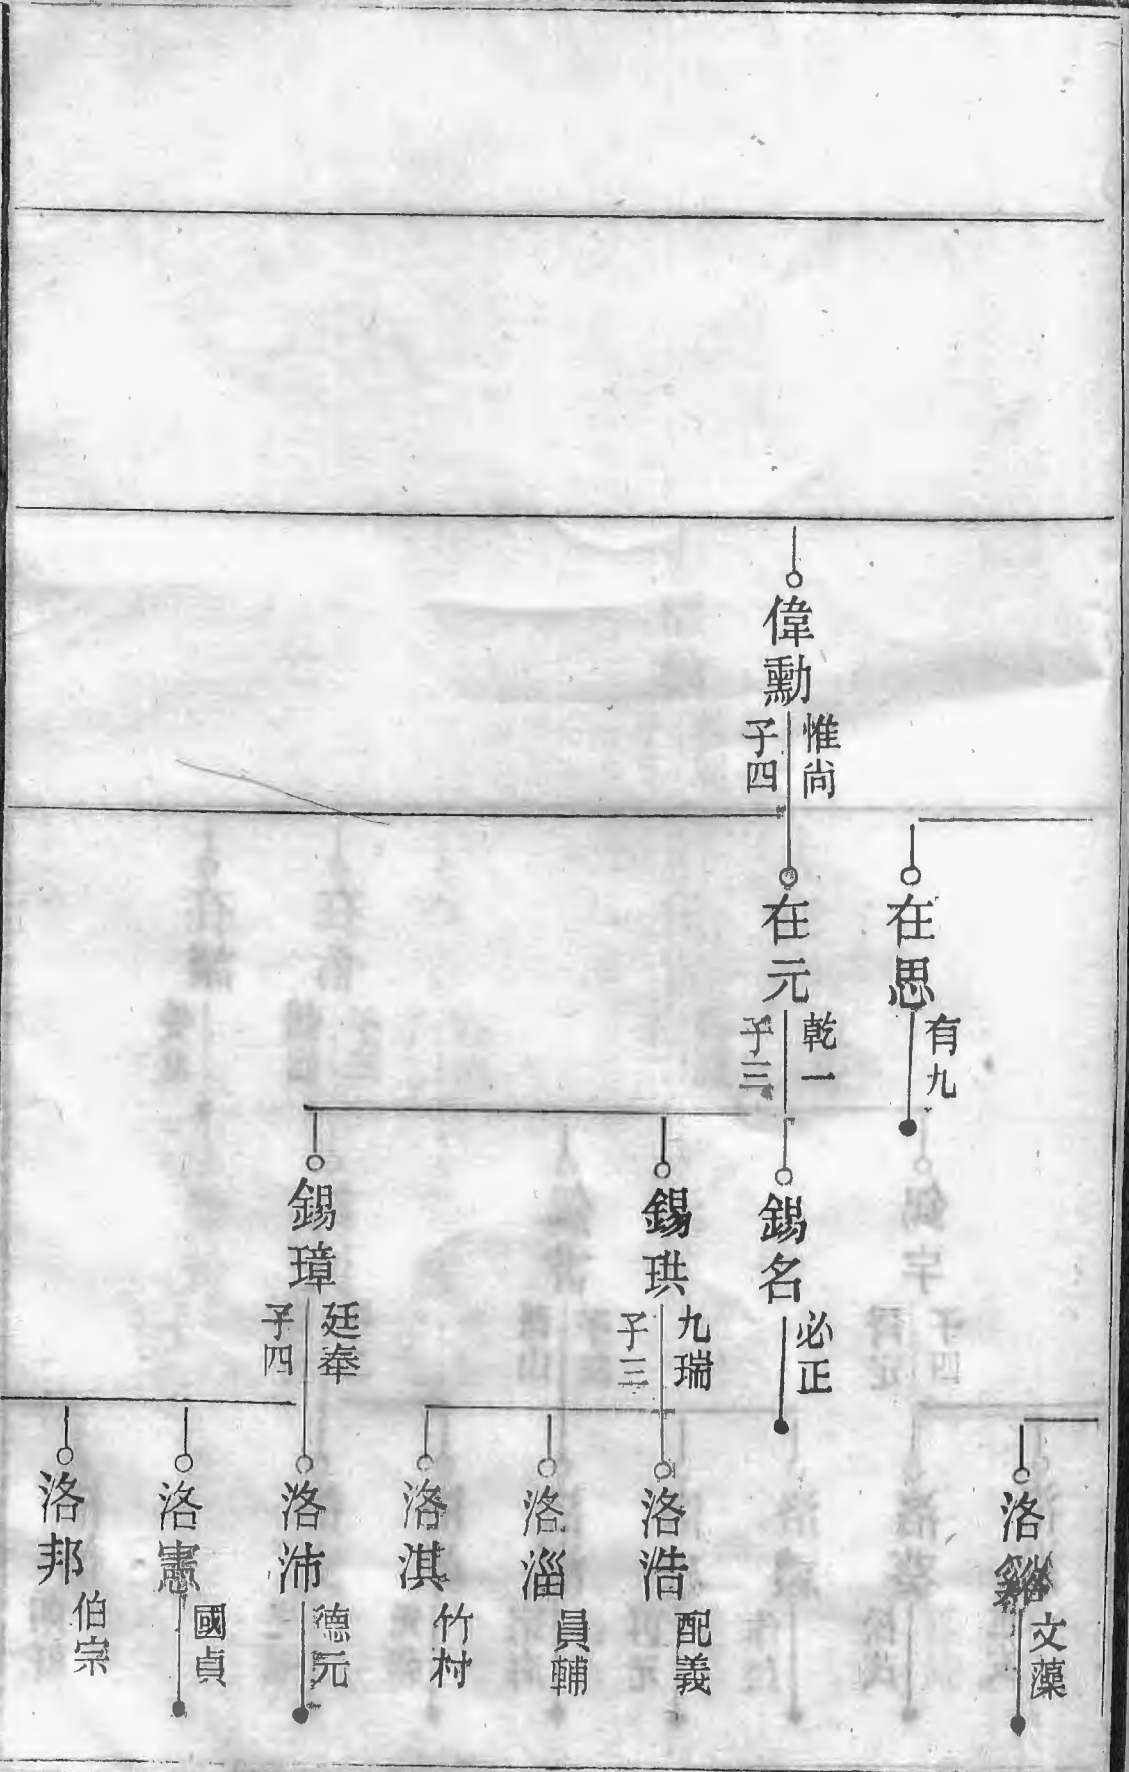 偉勳
惟尚
子四
在思
有九
在元
乾一
子三
錫名
必正
錫珙
九瑞
子三
錫璋
廷奉
子四
洛
文藻
洛浩
配義
洛淄
員輔
洛淇
竹村
洛沛
德元
洛憲
國貞
洛邦
伯宗